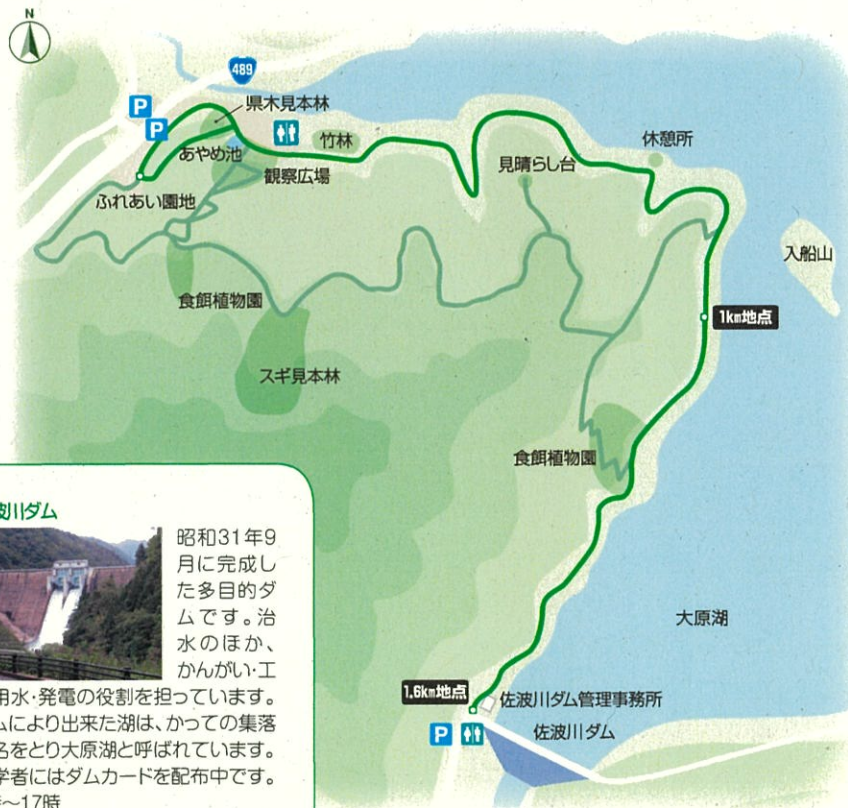 N
489
P
P
県木見本林
竹林
あやめ池
観察広場
ふれあい園地
見晴らし台
休憩所
入船山
食餌植物園
1km地点
スギ見本林
食餌植物園
大原湖
1.6km地点
佐波川ダム管理事務所
P
佐波川ダム
波川ダム
昭和31年9
月に完成し
た多目的ダ
ムです。治
水のほか、
かんがい・工
用水・発電の役割を担っています。
ムにより出来た湖は、かっての集落
名をとり大原湖と呼ばれています。
学者にはダムカードを配布中です。
～17時